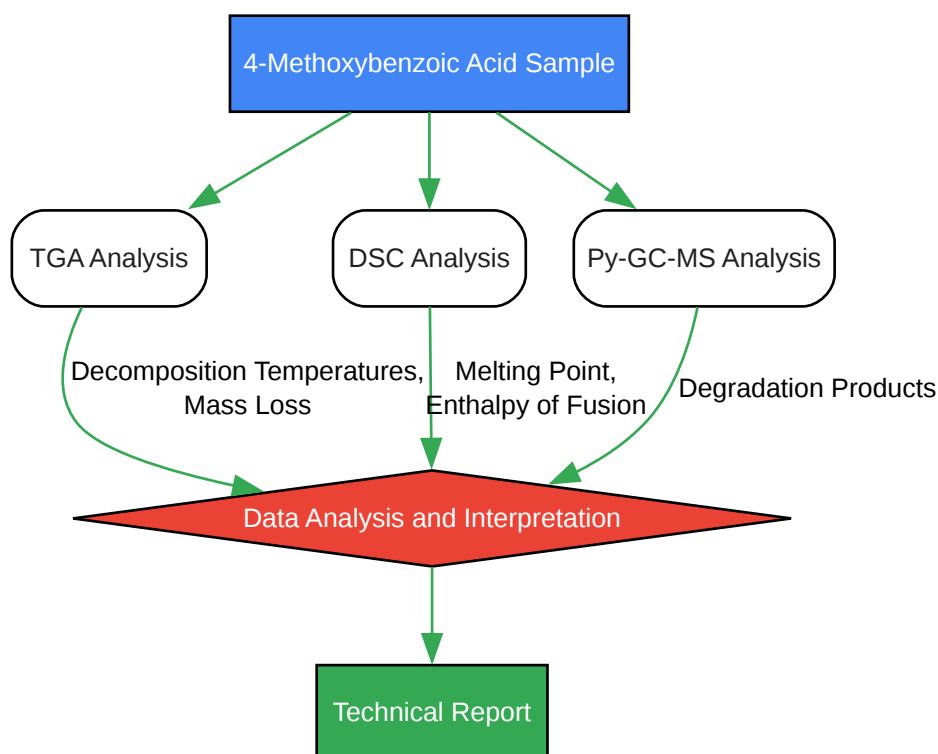 4-Methoxybenzoic Acid Sample
TGA Analysis
DSC Analysis
Py-GC-MS Analysis
Decomposition Temperatures,
Mass Loss
Melting Point,
Enthalpy of Fusion
Degradation Products
Data Analysis and Interpretation
Technical Report